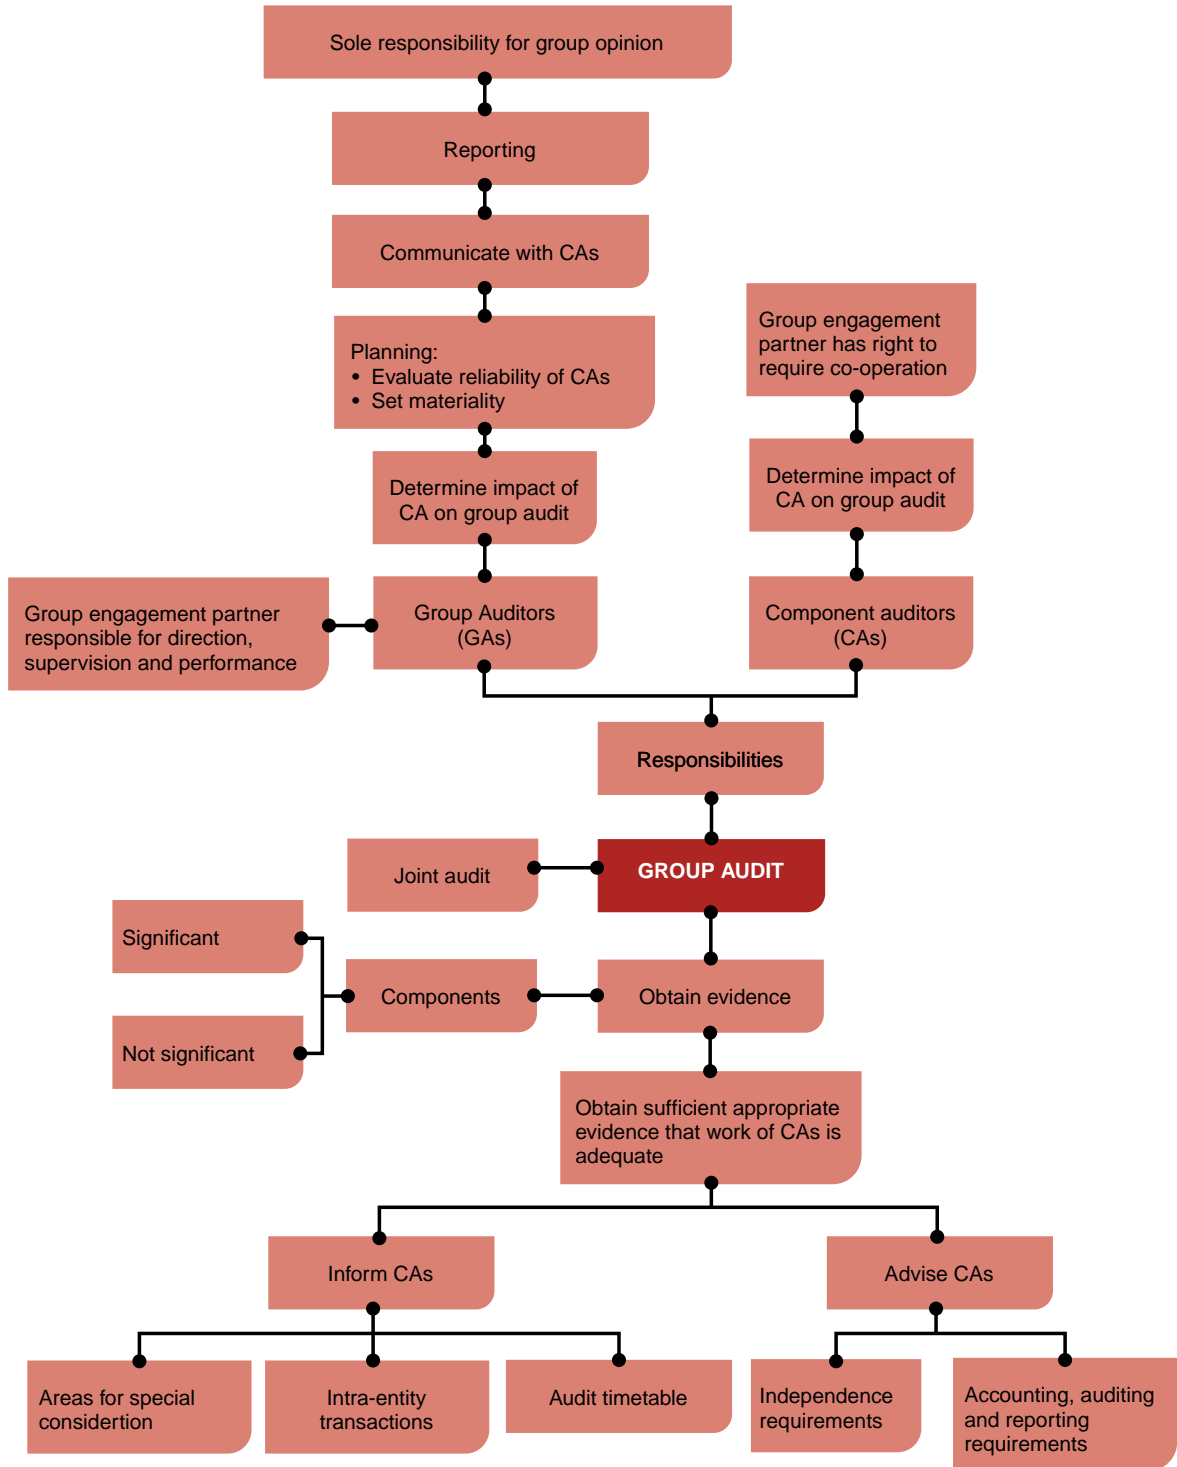 Sole responsibility for group opinion
Reporting
Communicate with CAs
Planning:
• Evaluate reliability of CAs
• Set materiality
Group engagement
partner has right to
require co-operation
Determine impact of
CA on group audit
Determine impact of
CA on group audit
Group engagement partner
responsible for direction,
supervision and performance
Group Auditors
(GAs)
Component auditors
(CAs)
Responsibilities
Joint audit
GROUP AUDIT
Significant
Components
Obtain evidence
Not significant
Obtain sufficient appropriate
evidence that work of CAs is
adequate
Inform CAs
Advise CAs
Areas for special
considertion
Intra-entity
transactions
Audit timetable
Independence
requirements
Accounting, auditing
and reporting
requirements